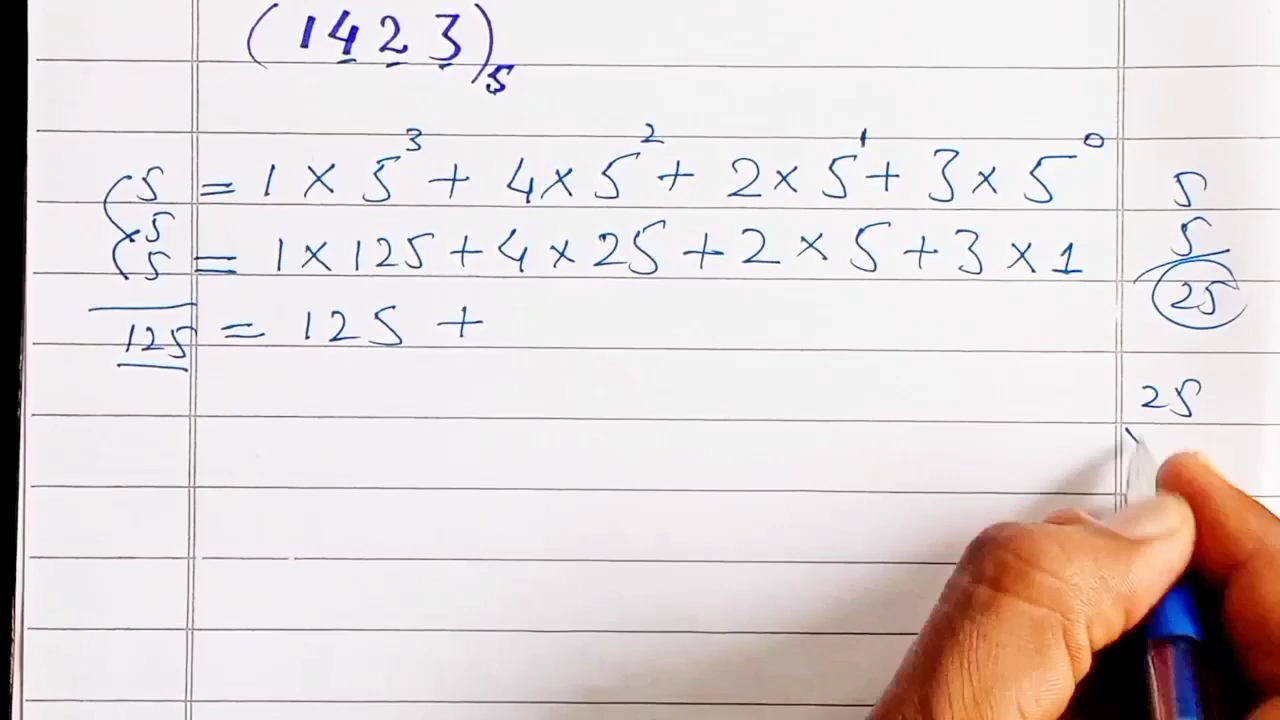 (1423)₅
5 = 1 × 5³ + 4 × 5² + 2 × 5¹ + 3 × 5⁰ 5
5 5
5 = 1 × 125 + 4 × 25 + 2 × 5 + 3 × 1
25
125 = 125 +
25